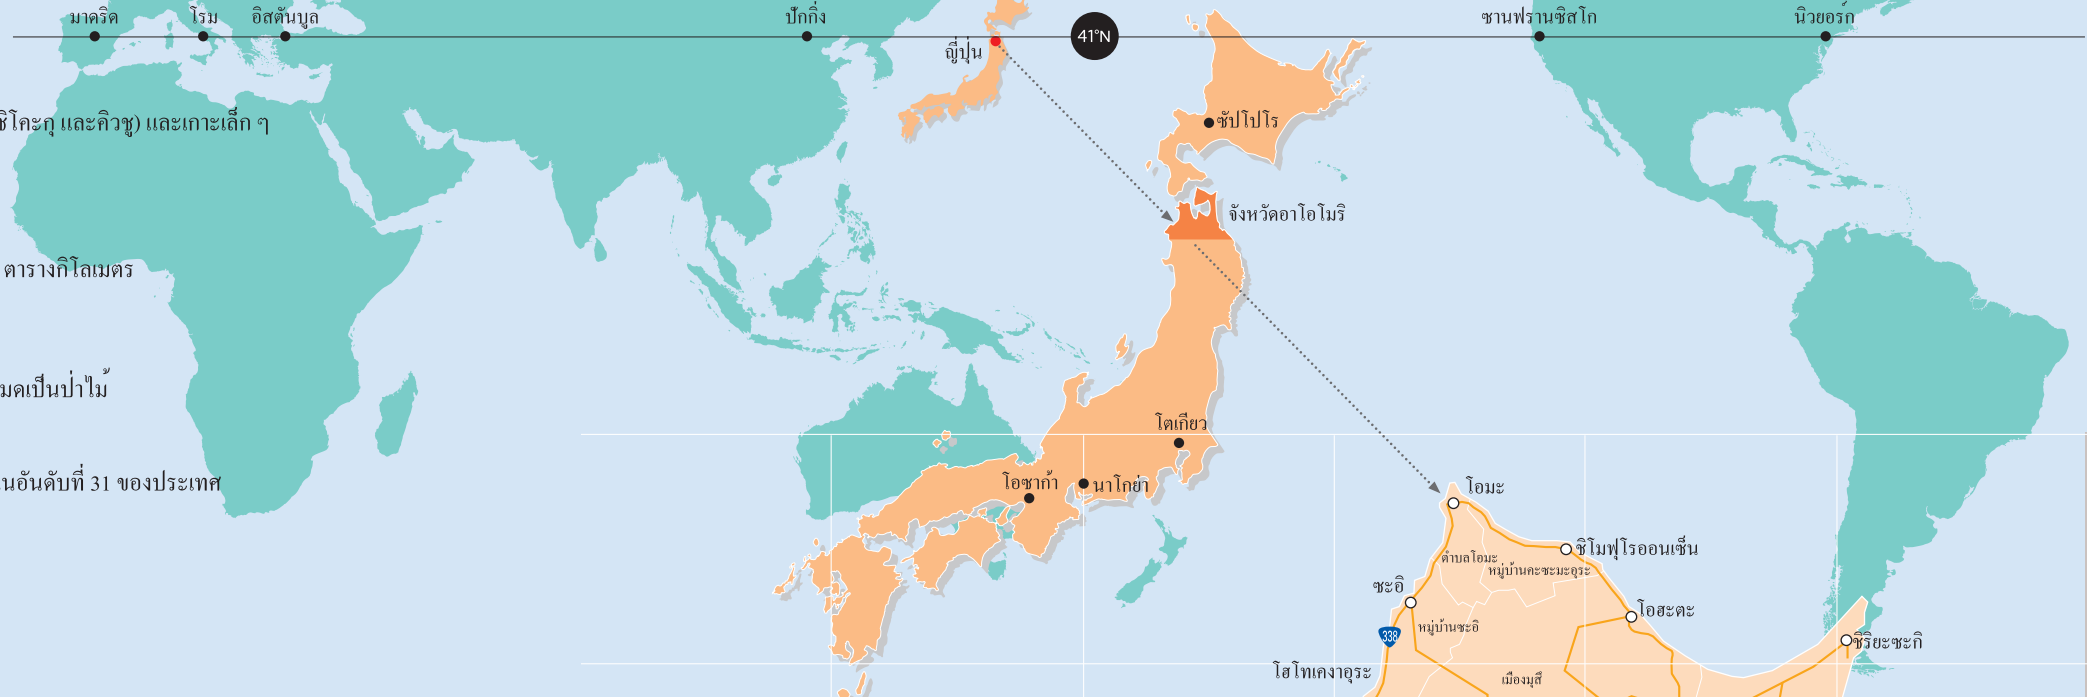 มาดริด
โรม
อิสตันบูล
ปักกิ่ง
ญี่ปุ่น
41°N
ซานฟรานซิสโก
นิวยอร์ก
ชิโคะกุ และคิวชู) และเกาะเล็ก ๆ
ซัปโปโร
จังหวัดอาโอโมริ
ตารางกิโลเมตร
มดเป็นป่าไม้
โตเกียว
นอันดับที่ 31 ของประเทศ
โอซาก้า
นาโกย่า
โอมะ
ตำบลโอมะ
ชิโมฟุโรออนเซ็น
หมู่บ้านคะซะมะอุระ
ซะอิ
โอฮะตะ
338
หมู่บ้านซะอิ
ชิริยะซะกิ
โฮโทเคงาอุระ
เมืองมุสึ